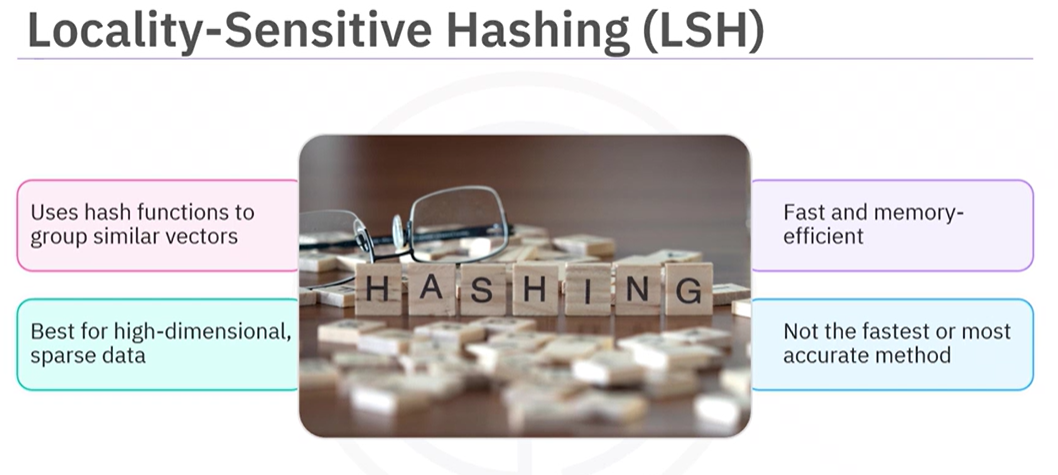 Locality-Sensitive Hashing (LSH)
Uses hash functions to
group similar vectors
Best for high-dimensional,
sparse data
HASHING
Fast and memory-
efficient
Not the fastest or most
accurate method